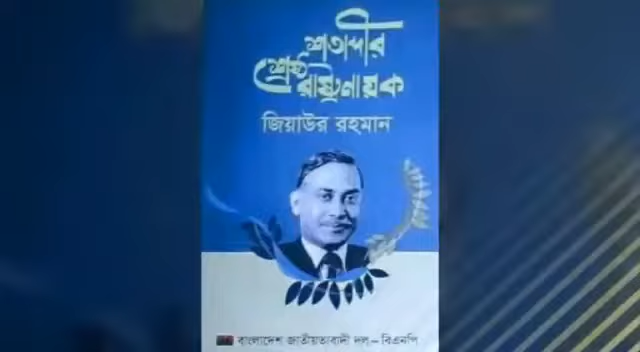 শতাব্দীর
শ্রেষ্ঠ রাষ্ট্রনায়ক
জিয়াউর রহমান
বাংলাদেশ জাতীয়তাবাদী দল - বিএনপি